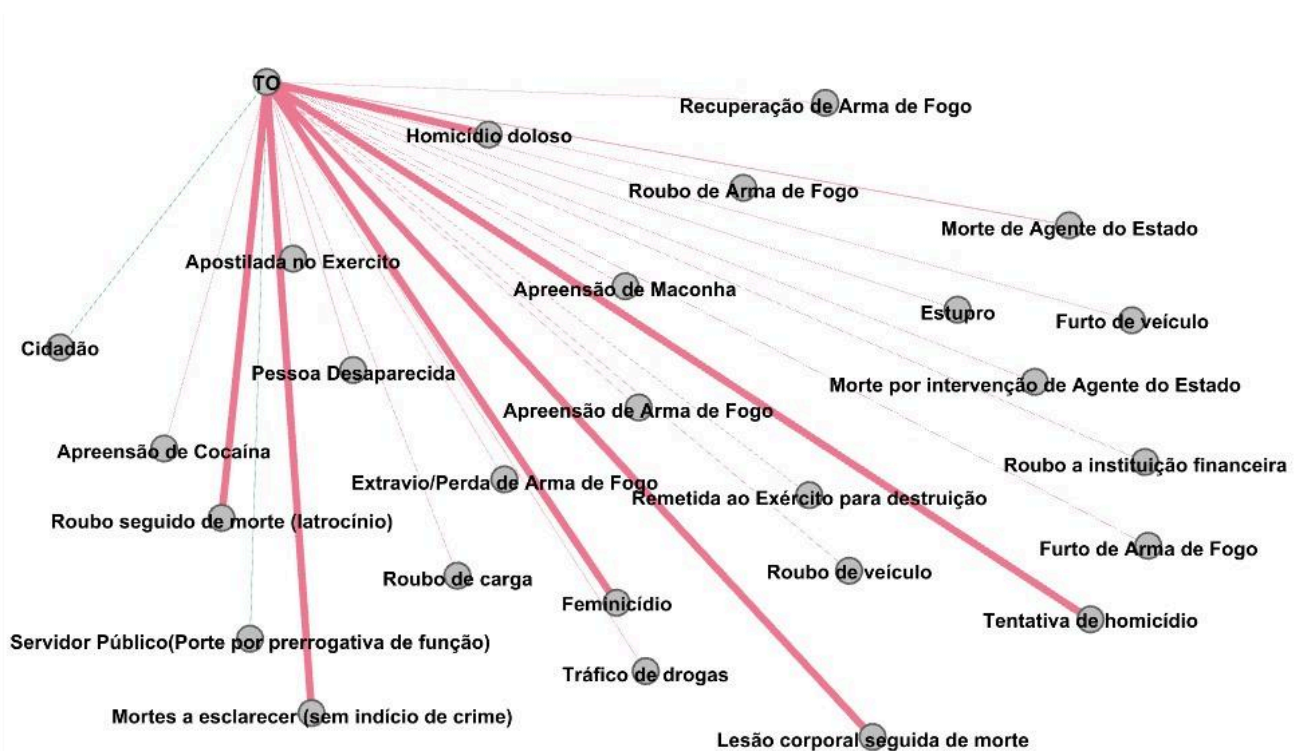 TO
Recuperação de Arma de Fogo
Homicídio doloso
Roubo de Arma de Fogo
Morte de Agente do Estado
Apostilada no Exercito
Apreensão de Maconha
Estupro
Furto de veículo
Cidadão
Pessoa Desaparecida
Morte por intervenção de Agente do Estado
Apreensão de Arma de Fogo
Apreensão de Cocaína
Roubo a instituição financeira
Extravio/Perda de Arma de Fogo
Remetida ao Exército para destruição
Roubo seguido de morte (latrocínio)
Furto de Arma de Fogo
Roubo de veículo
Roubo de carga
Feminicídio
Tentativa de homicídio
Servidor Público(Porte por prerrogativa de função)
Tráfico de drogas
Mortes a esclarecer (sem indício de crime)
Lesão corporal seguida de morte